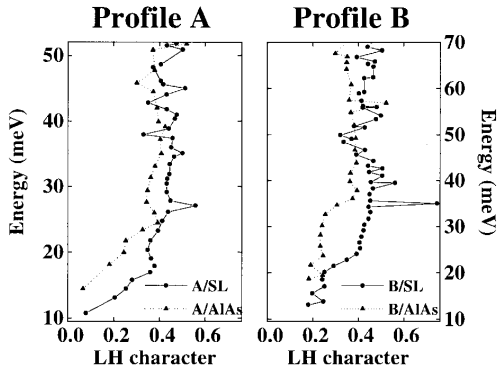 Profile A
Profile B
50
40
30
20
10
Energy (meV)
A/SL
A/AlAs
0.0
0.2
0.4
0.6
LH character
70
60
50
40
30
20
10
Energy (meV)
B/SL
B/AlAs
0.0
0.2
0.4
0.6
LH character